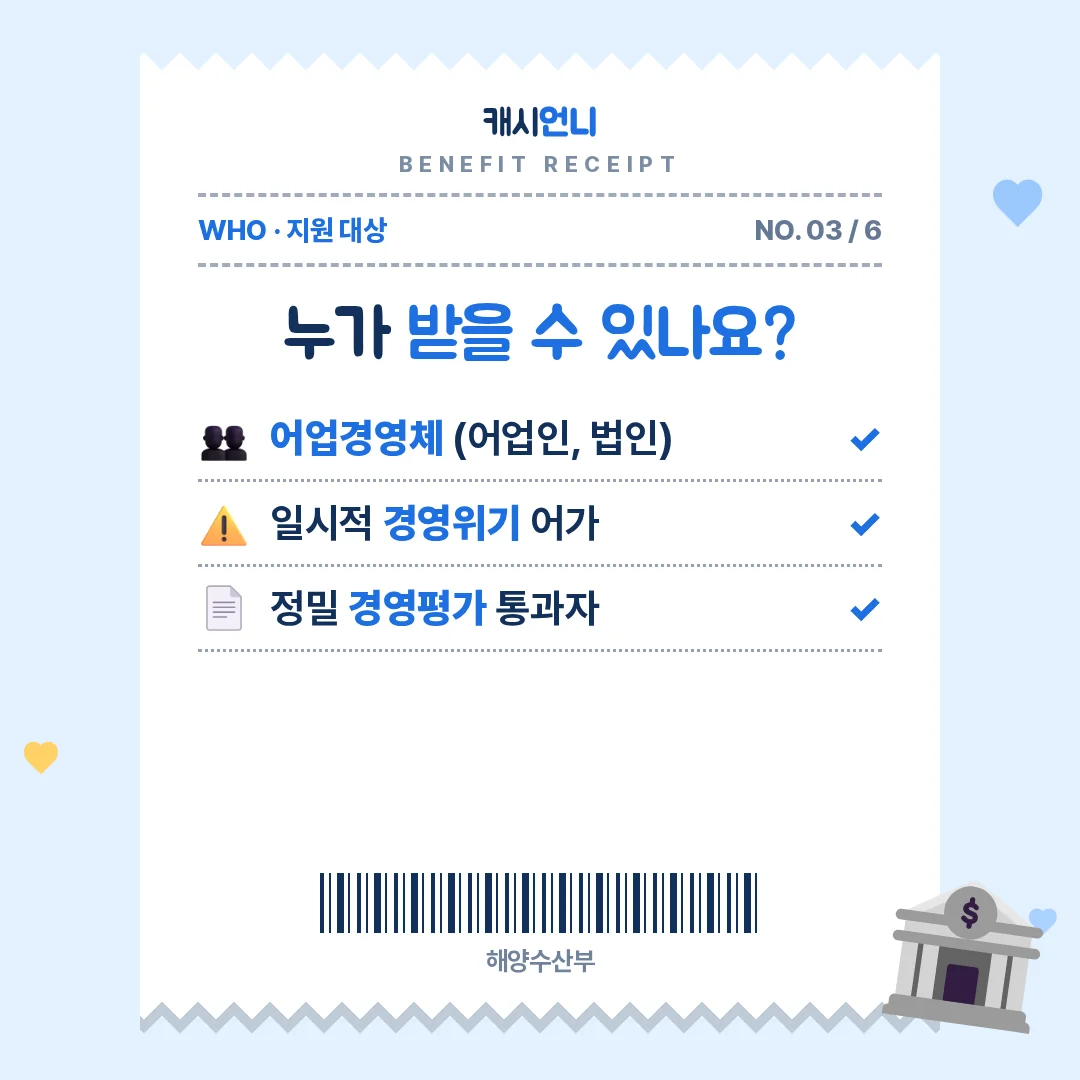 캐시언니
BENEFIT RECEIPT
WHO · 지원 대상
NO. 03 / 6
누가 받을 수 있나요?
어업경영체 (어업인, 법인)
일시적 경영위기 어가
정밀 경영평가 통과자
해양수산부
$